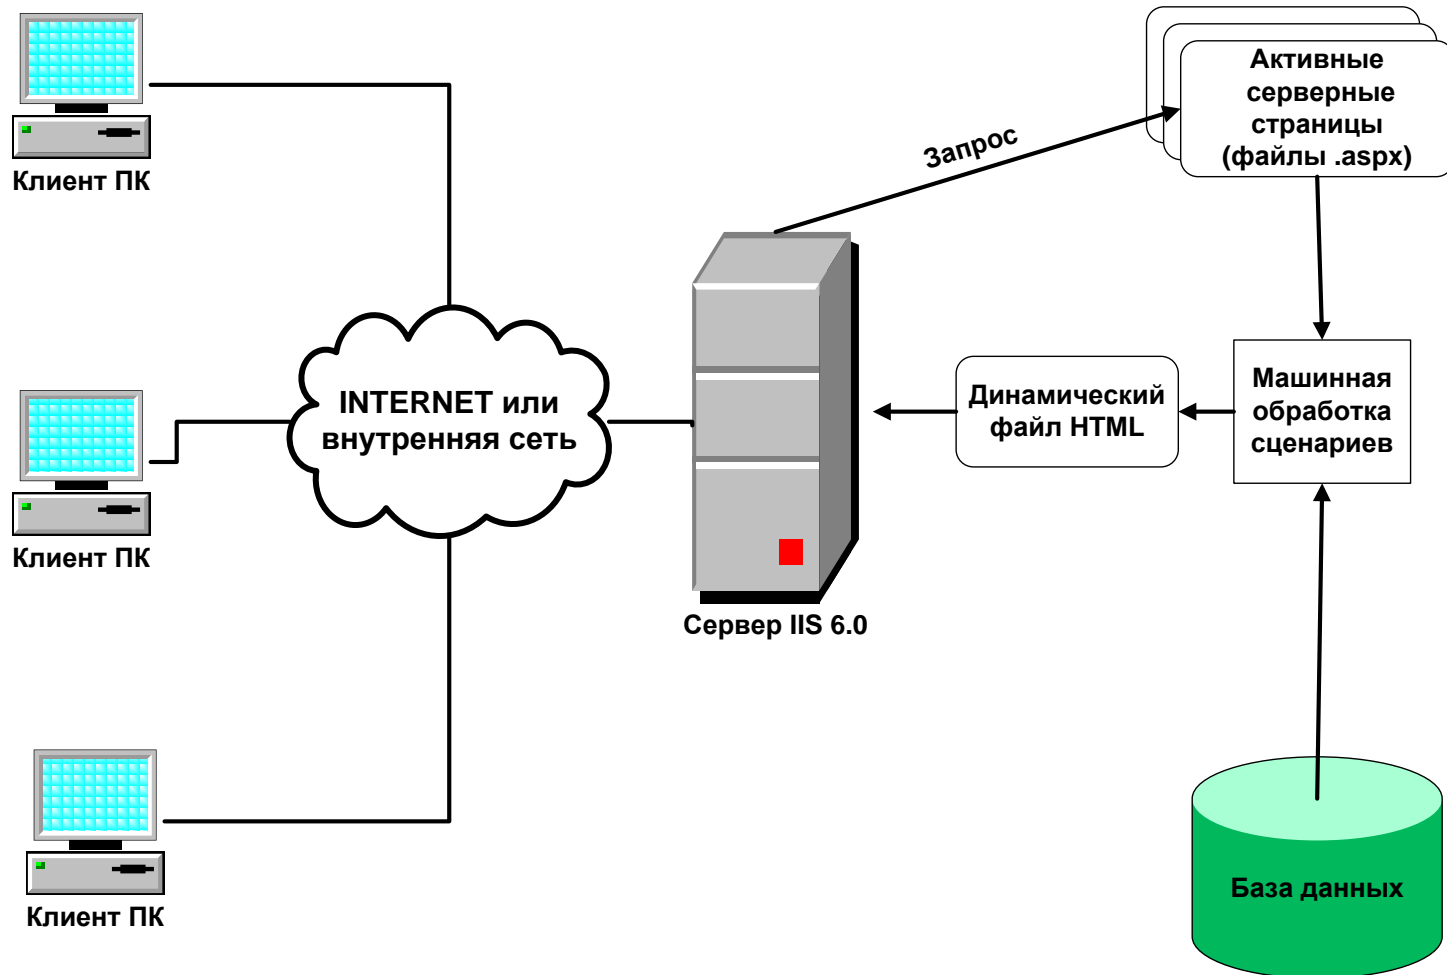 Активные
серверные
страницы
(файлы .aspx)
Запрос
Клиент ПК
INTERNET или
внутренняя сеть
Динамический
файл HTML
Машинная
обработка
сценариев
Клиент ПК
Сервер IIS 6.0
База данных
Клиент ПК